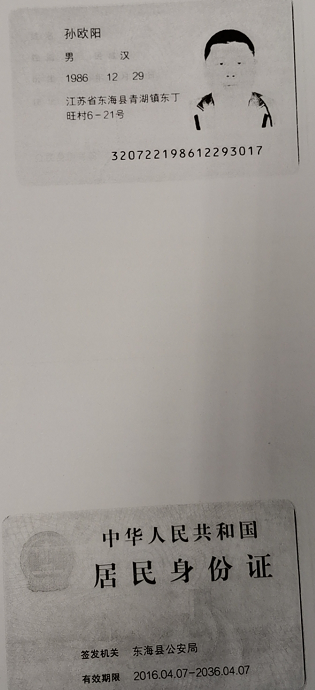 孙欧阳
男 汉
1986 12 29
江苏省东海县青湖镇东丁
旺村6-21号
320722198612293017
中华人民共和国
居民身份证
签发机关 东海县公安局
有效期限 2016.04.07-2036.04.07